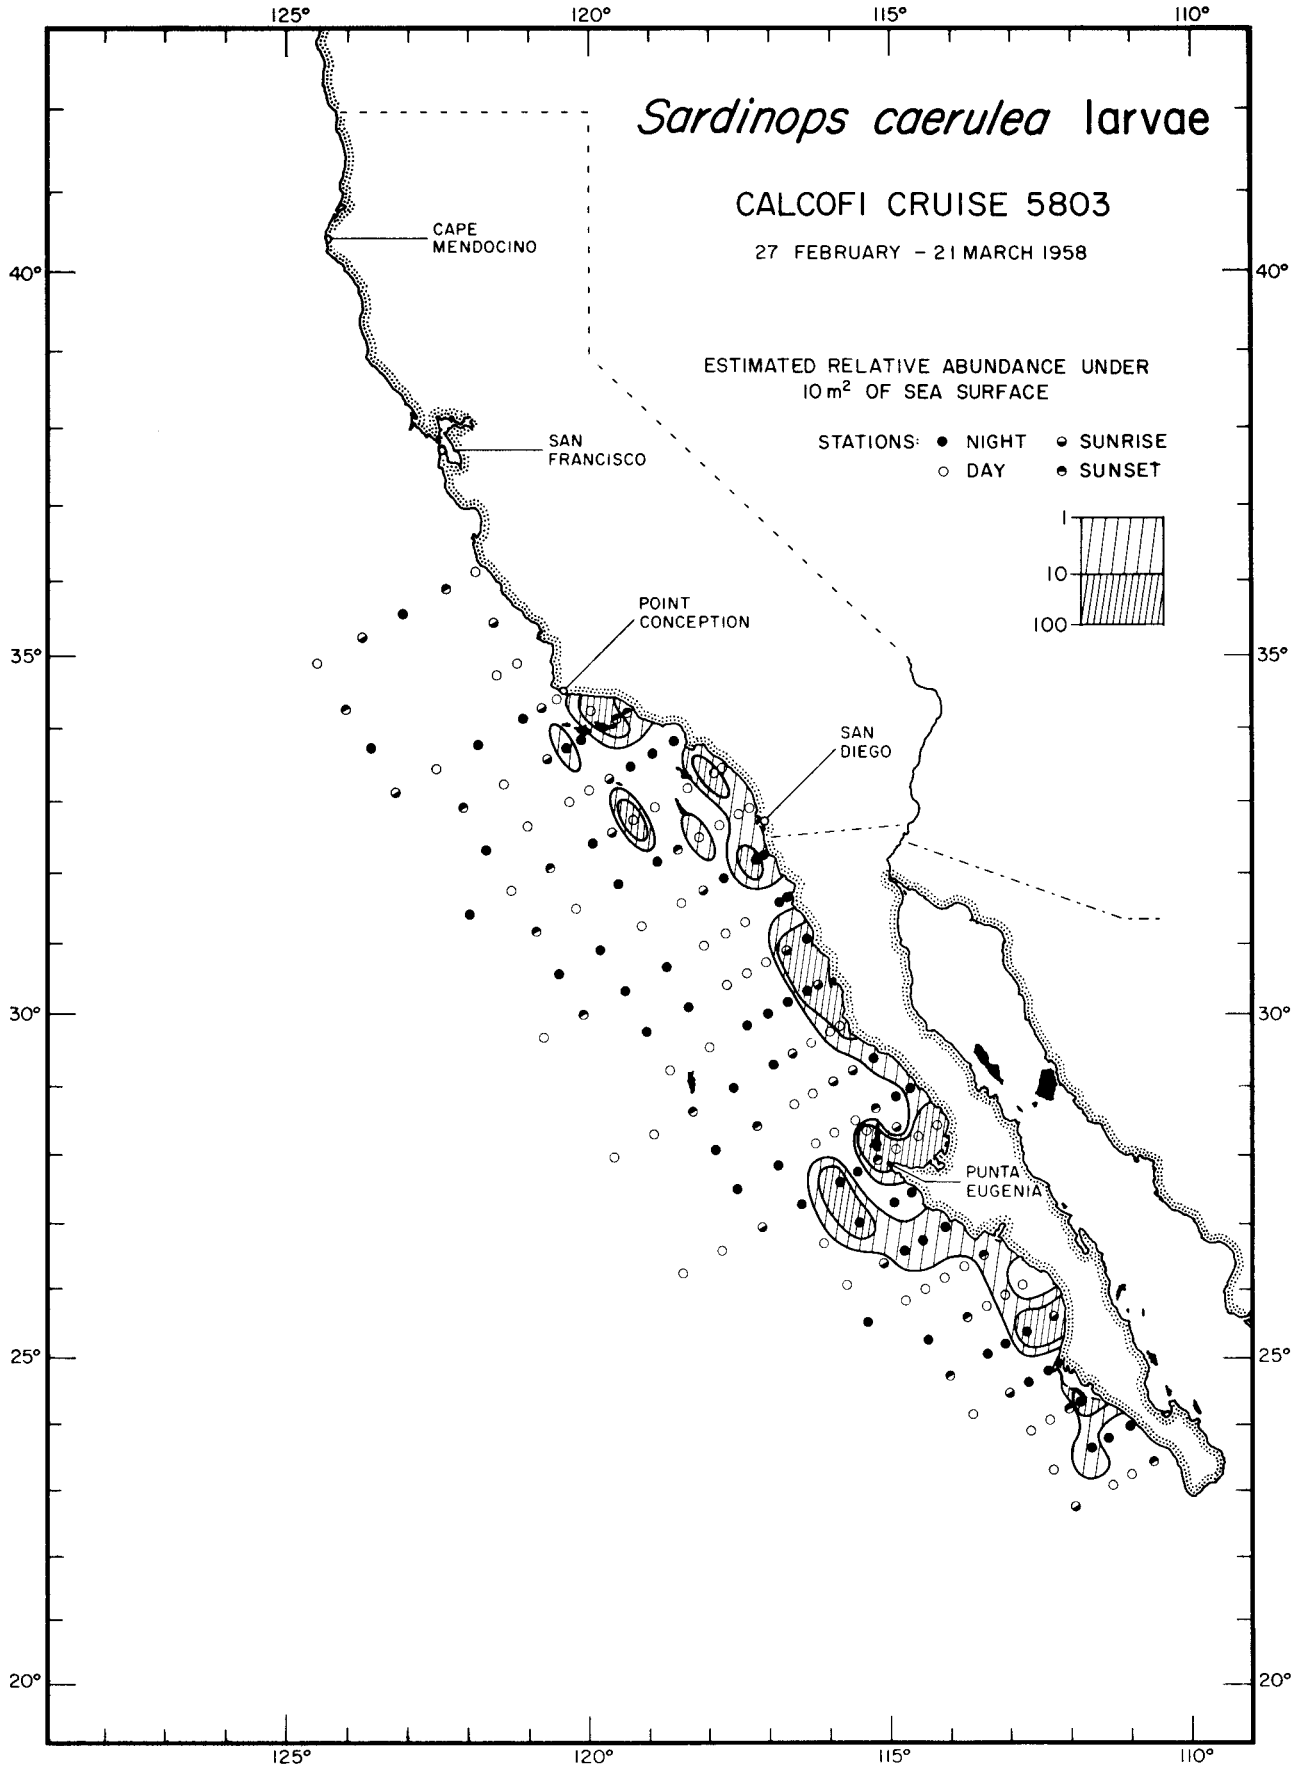 125° 120° 115° 110°
Sardinops caerulea larvae
CALCOFI CRUISE 5803
27 FEBRUARY – 21 MARCH 1958
CAPE
MENDOCINO
40° 40°
ESTIMATED RELATIVE ABUNDANCE UNDER
10 m² OF SEA SURFACE
STATIONS: NIGHT SUNRISE
DAY SUNSET
SAN
FRANCISCO
1
10
100
POINT
CONCEPTION
35° 35°
SAN
DIEGO
30° 30°
PUNTA
EUGENIA
25° 25°
20° 20°
125° 120° 115° 110°